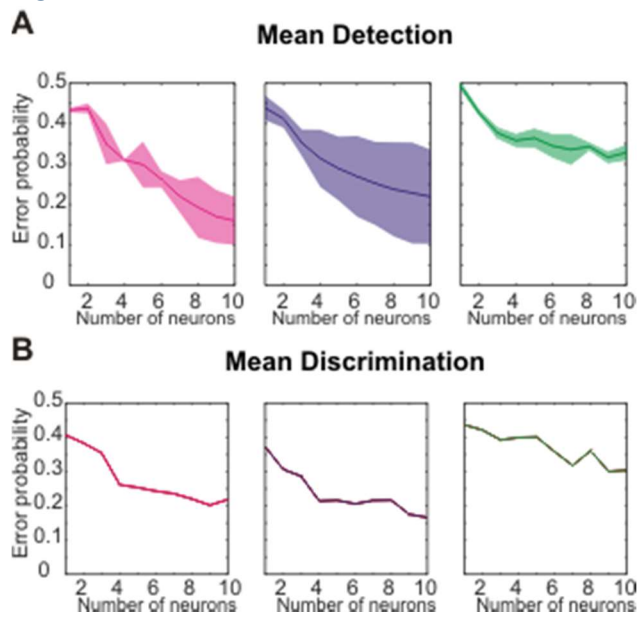 A
Mean Detection
Error probability
0.5
0.4
0.3
0.2
0.1
0
2 4 6 8 10
Number of neurons
2 4 6 8 10
Number of neurons
2 4 6 8 10
Number of neurons
B
Mean Discrimination
Error probability
0.5
0.4
0.3
0.2
0.1
0
2 4 6 8 10
Number of neurons
2 4 6 8 10
Number of neurons
2 4 6 8 10
Number of neurons